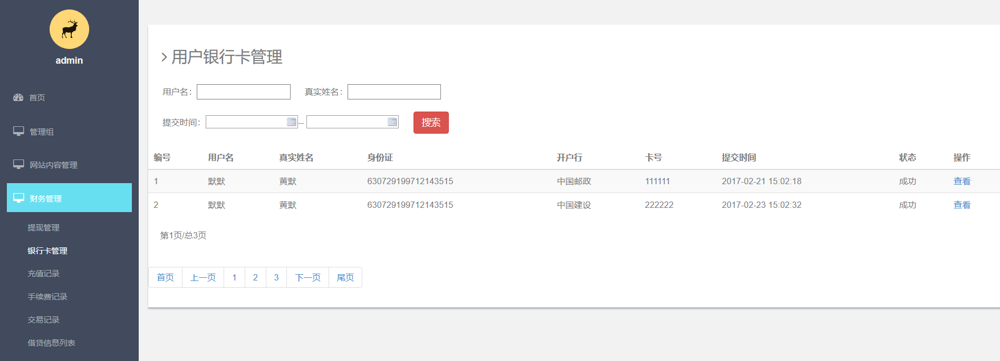 admin
首页
管理组
网站内容管理
财务管理
提现管理
银行卡管理
充值记录
手续费记录
交易记录
借贷信息列表
> 用户银行卡管理
用户名： 真实姓名：
提交时间： -- 搜索
编号 用户名 真实姓名 身份证 开户行 卡号 提交时间 状态 操作
1 默默 黄默 630729199712143515 中国邮政 111111 2017-02-21 15:02:18 成功 查看
2 默默 黄默 630729199712143515 中国建设 222222 2017-02-23 15:02:32 成功 查看
第1页/总3页
首页 上一页 1 2 3 下一页 尾页